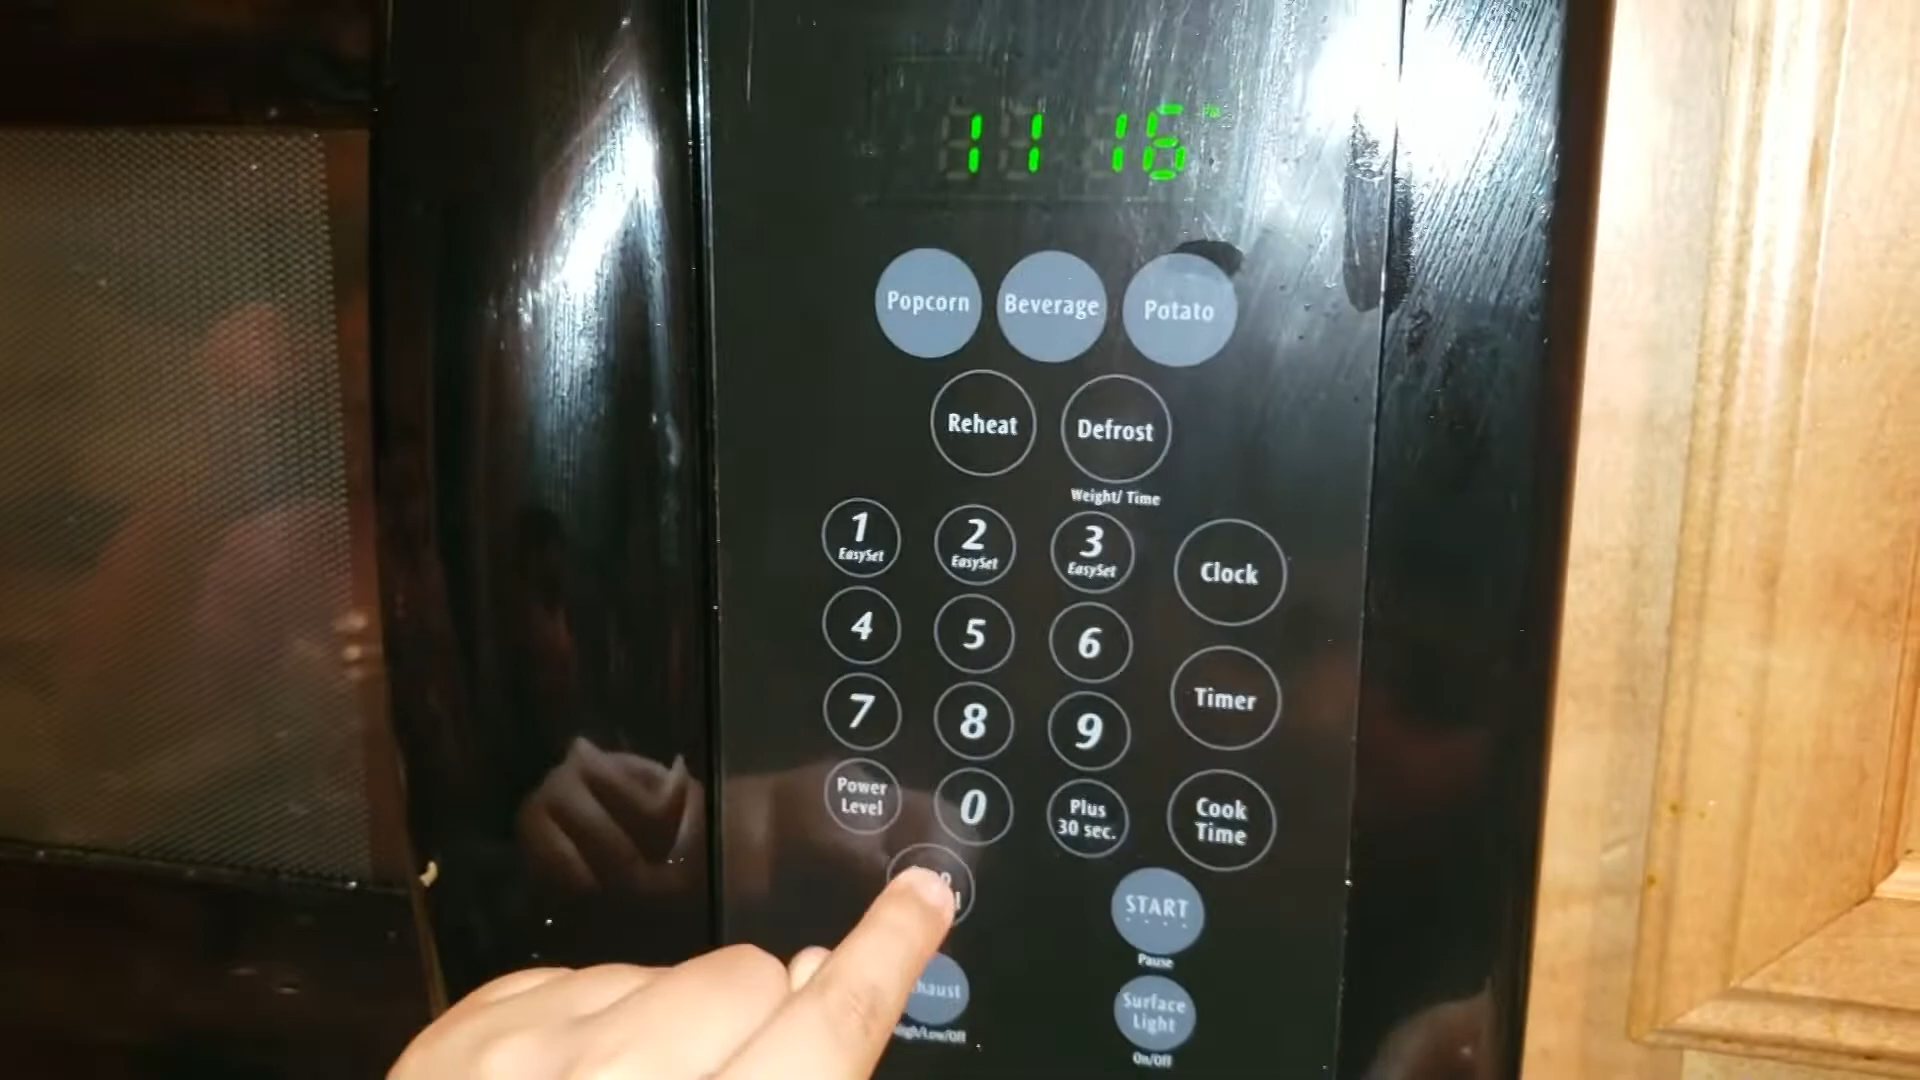 11 16
Popcorn Beverage Potato
Reheat Defrost
Weight/ Time
1 2 3
EasySet EasySet EasySet
Clock
4 5 6
Timer
7 8 9
Power
Level
0
Plus
30 sec.
Cook
Time
START
Pause
Surface
Light
On/Off